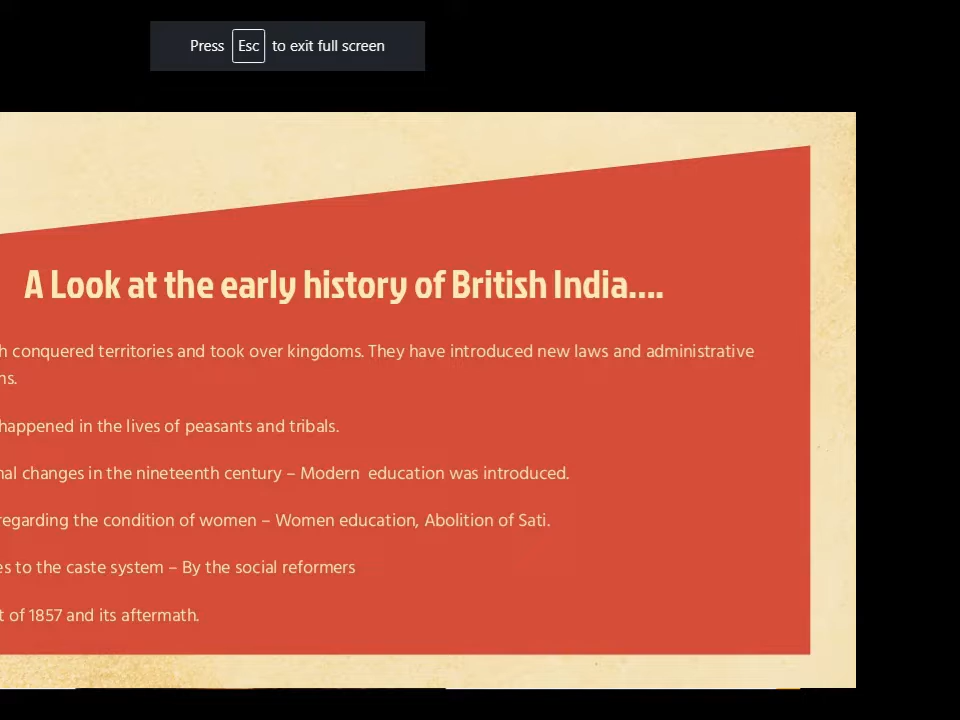 Press Esc to exit full screen
A Look at the early history of British India....
h conquered territories and took over kingdoms. They have introduced new laws and administrative
ns.
happened in the lives of peasants and tribals.
nal changes in the nineteenth century – Modern education was introduced.
regarding the condition of women – Women education, Abolition of Sati.
es to the caste system – By the social reformers
t of 1857 and its aftermath.